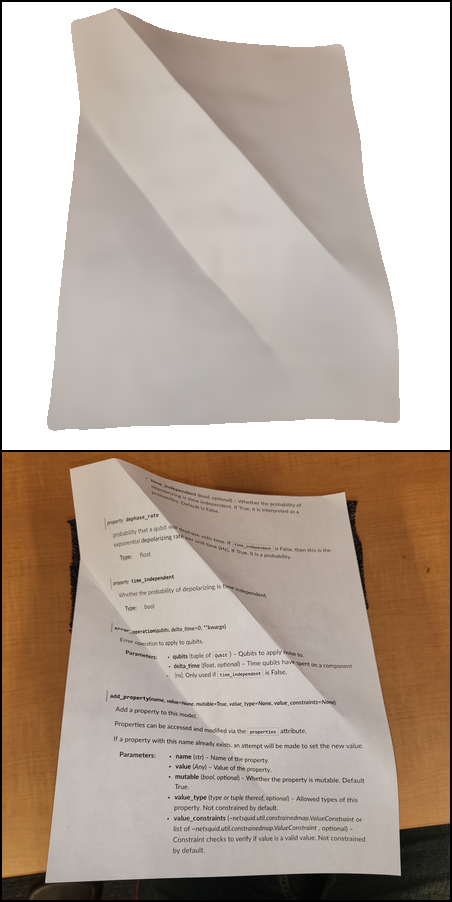 • time_independent (bool, optional) – Whether the probability of
depolarizing is time independent. If True, it is interpreted as a
probability. Default is False.
property dephase_rate
probability that a qubit will dephase with time. If time_independent is False, then this is the
exponential depolarizing rate per unit time [Hz]. If True, it is a probability.
Type: float
property time_independent
Whether the probability of depolarizing is time independent.
Type: bool
error_operation(qubits, delta_time=0, **kwargs)
Error operation to apply to qubits.
Parameters: • qubits (tuple of Qubit) – Qubits to apply noise to.
• delta_time (float, optional) – Time qubits have spent on a component
[ns]. Only used if time_independent is False.
add_property(name, value=None, mutable=True, value_type=None, value_constraints=None)
Add a property to this model.
Properties can be accessed and modified via the properties attribute.
If a property with this name already exists, an attempt will be made to set the new value.
Parameters: • name (str) – Name of the property.
• value (Any) – Value of the property.
• mutable (bool, optional) – Whether the property is mutable. Default
True.
• value_type (type or tuple thereof, optional) – Allowed types of this
property. Not constrained by default.
• value_constraints (~netsquid.util.constrainedmap.ValueConstraint or
list of ~netsquid.util.constrainedmap.ValueConstraint , optional) –
Constraint checks to verify if value is a valid value. Not constrained
by default.